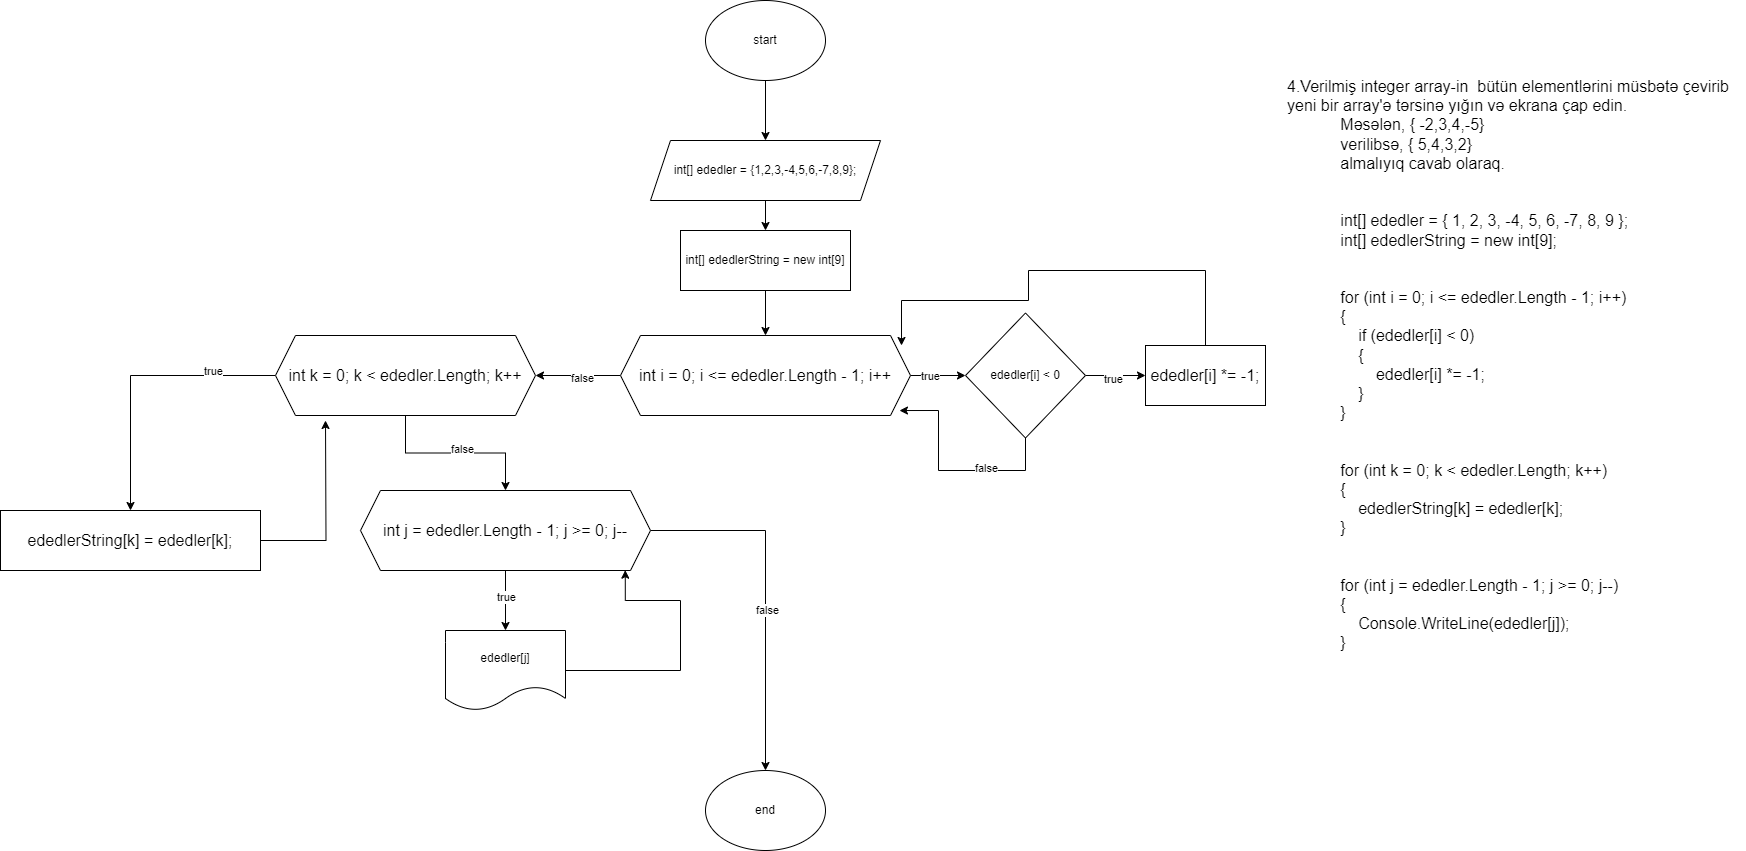 start
int[] ededler = {1,2,3,-4,5,6,-7,8,9};
int[] ededlerString = new int[9]
int k = 0; k < ededler.Length; k++
false
int i = 0; i <= ededler.Length - 1; i++
true
ededler[i] < 0
true
ededler[i] *= -1;
true
false
false
ededlerString[k] = ededler[k];
int j = ededler.Length - 1; j >= 0; j--
true
false
ededler[j]
end
4.Verilmiş integer array-in  bütün elementlərini müsbətə çevirib
yeni bir array'ə tərsinə yığın və ekrana çap edin.
Məsələn, { -2,3,4,-5}
verilibsə, { 5,4,3,2}
almalıyıq cavab olaraq.
int[] ededler = { 1, 2, 3, -4, 5, 6, -7, 8, 9 };
int[] ededlerString = new int[9];
for (int i = 0; i <= ededler.Length - 1; i++)
{
if (ededler[i] < 0)
{
ededler[i] *= -1;
}
}
for (int k = 0; k < ededler.Length; k++)
{
ededlerString[k] = ededler[k];
}
for (int j = ededler.Length - 1; j >= 0; j--)
{
Console.WriteLine(ededler[j]);
}